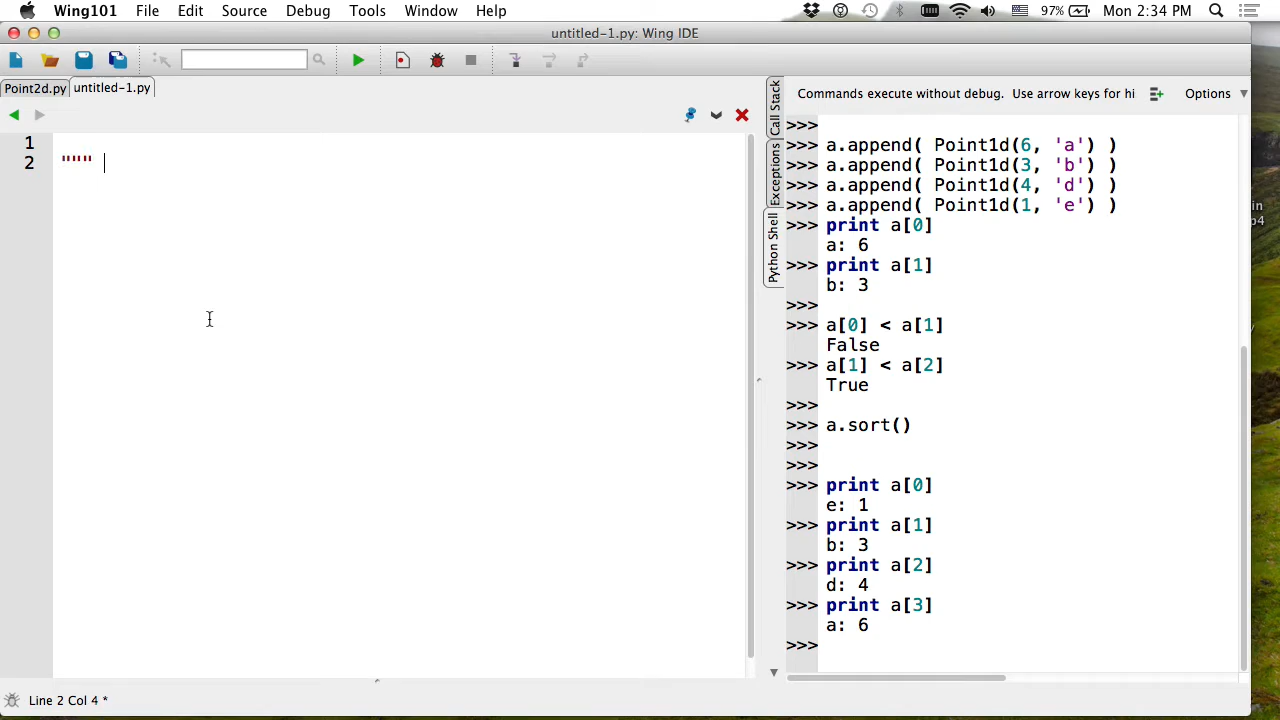 Wing101 File Edit Source Debug Tools Window Help 97% Mon 2:34 PM
untitled-1.py: Wing IDE
Point2d.py untitled-1.py
Commands execute without debug. Use arrow keys for hi Options
Call Stack
Exceptions
Python Shell
1
2 """""
>>>
>>> a.append( Point1d(6, 'a') )
>>> a.append( Point1d(3, 'b') )
>>> a.append( Point1d(4, 'd') )
>>> a.append( Point1d(1, 'e') )
>>> print a[0]
a: 6
>>> print a[1]
b: 3
>>>
>>> a[0] < a[1]
False
>>> a[1] < a[2]
True
>>>
>>> a.sort()
>>>
>>>
>>> print a[0]
e: 1
>>> print a[1]
b: 3
>>> print a[2]
d: 4
>>> print a[3]
a: 6
>>>
Line 2 Col 4 *